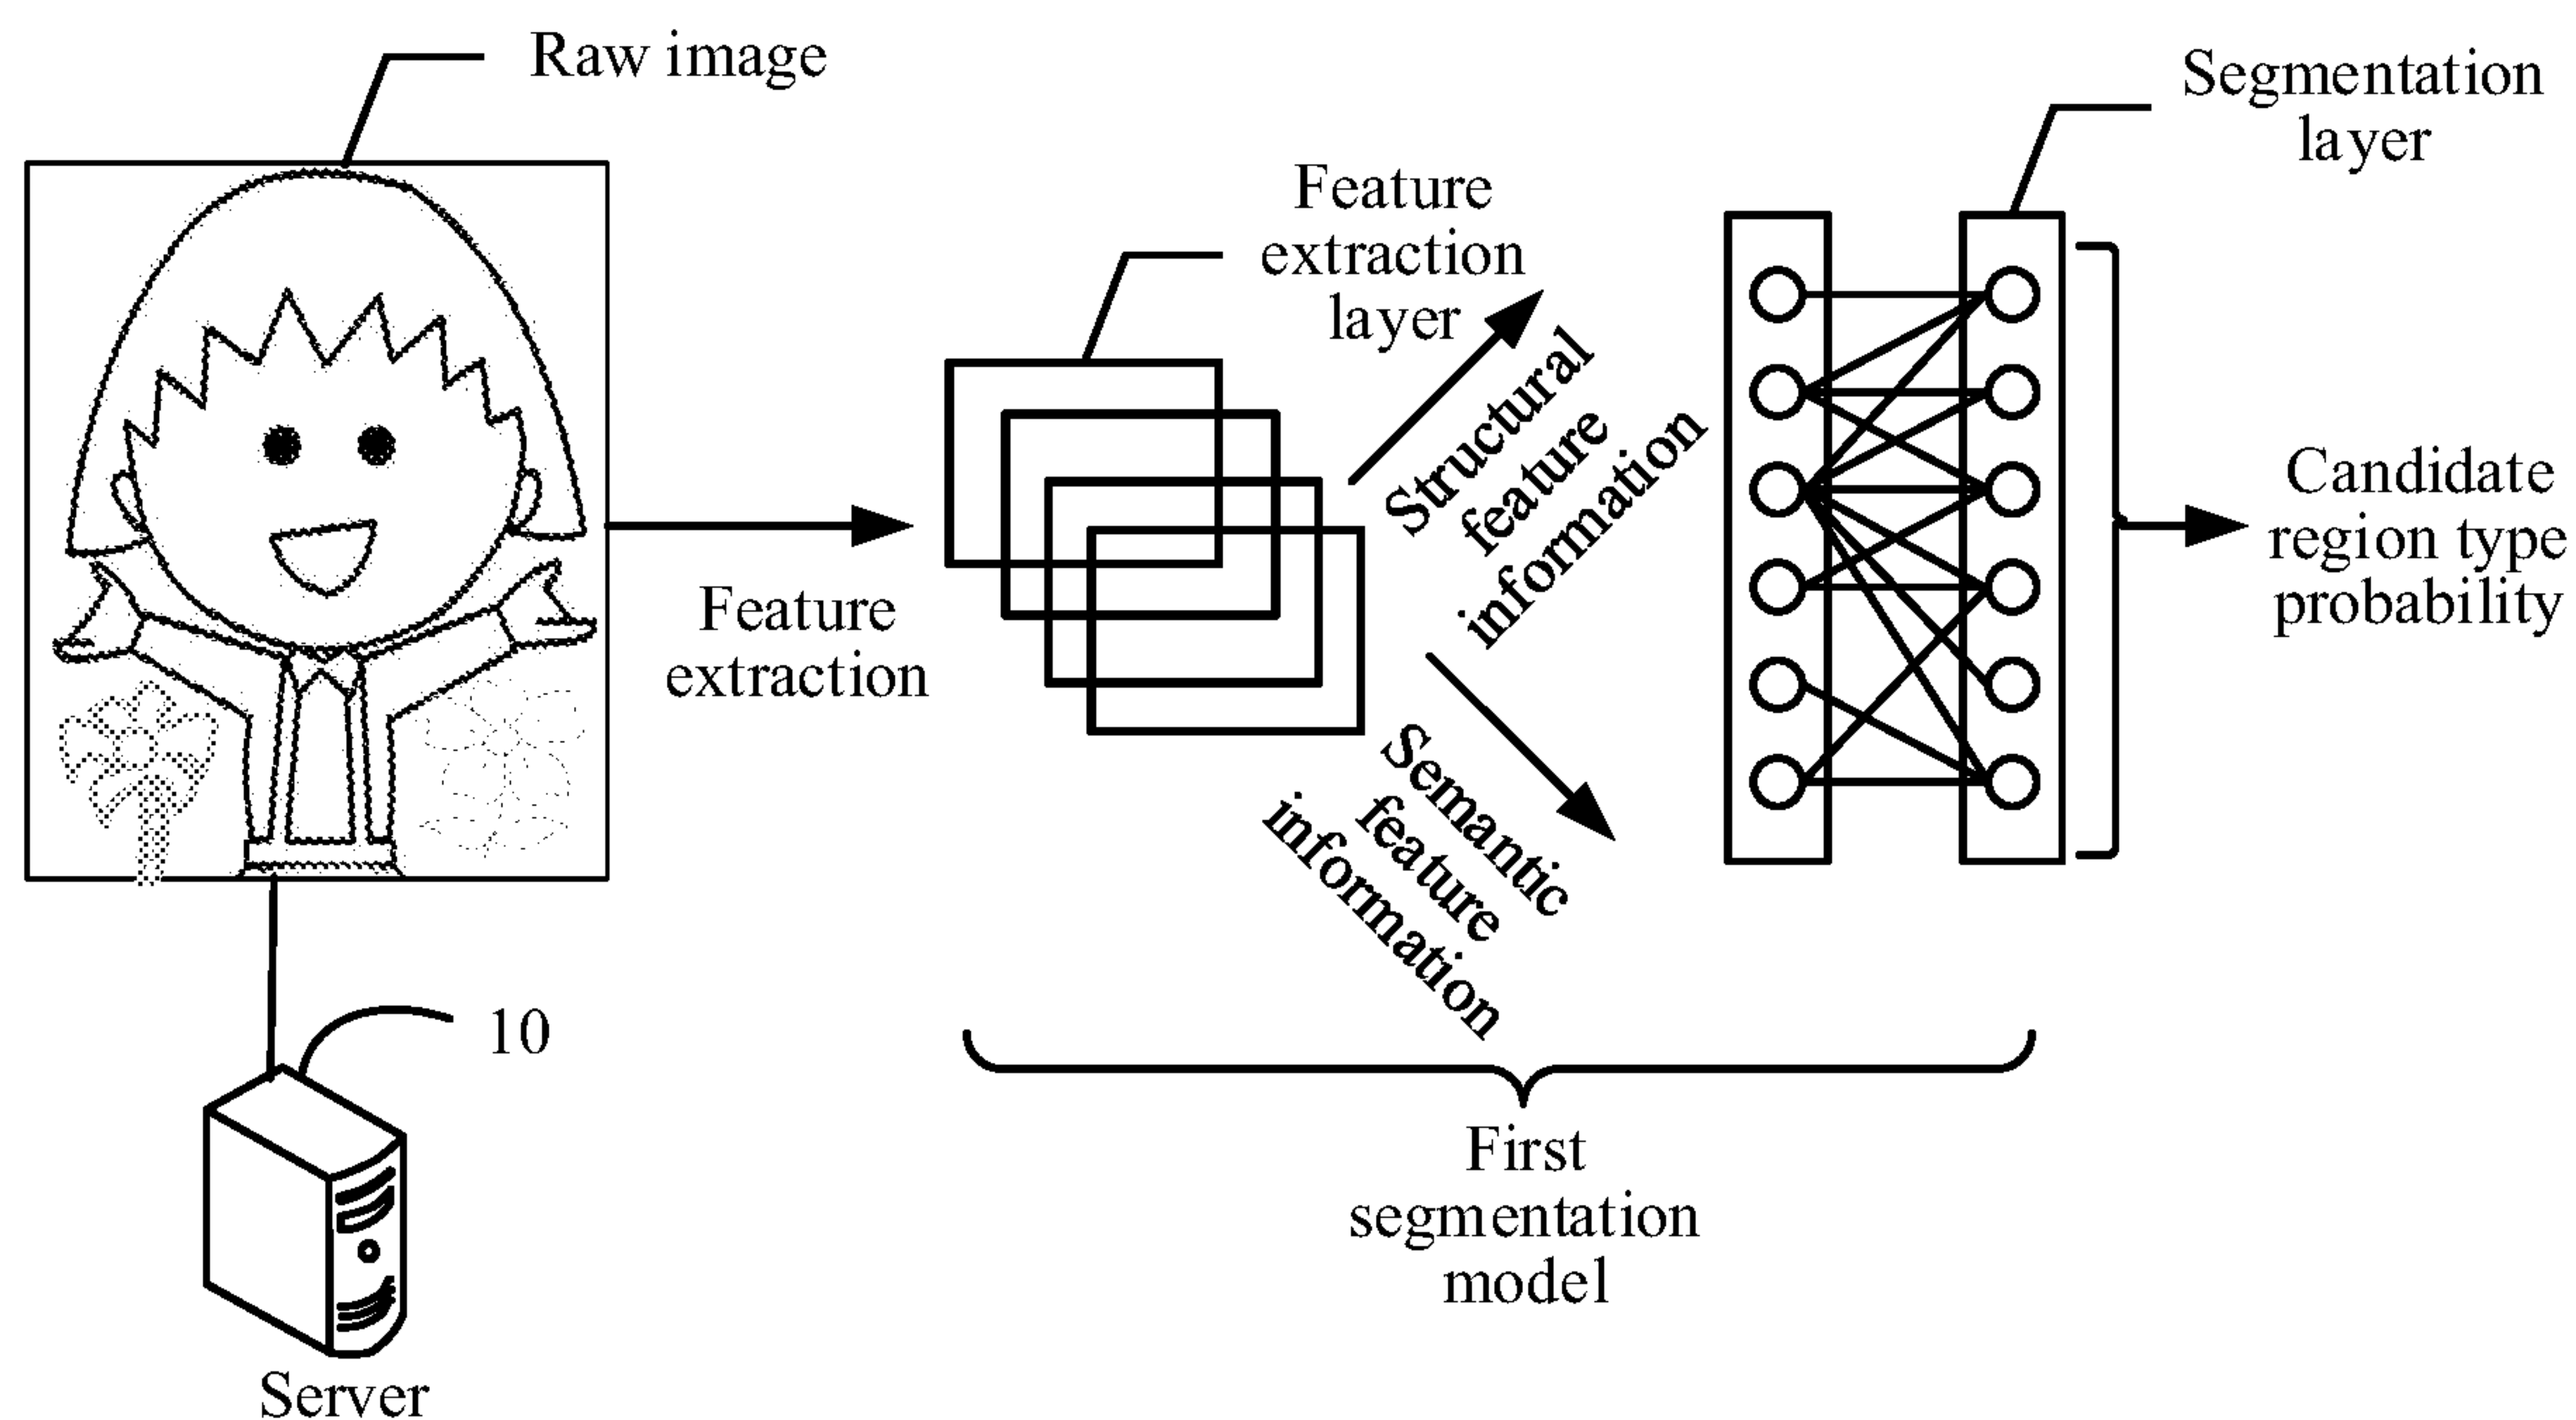 Raw image
Segmentation
layer
Feature
extraction
layer
Structural
feature
information
Feature
extraction
Candidate
region type
probability
Semantic
feature
information
10
First
segmentation
model
Server